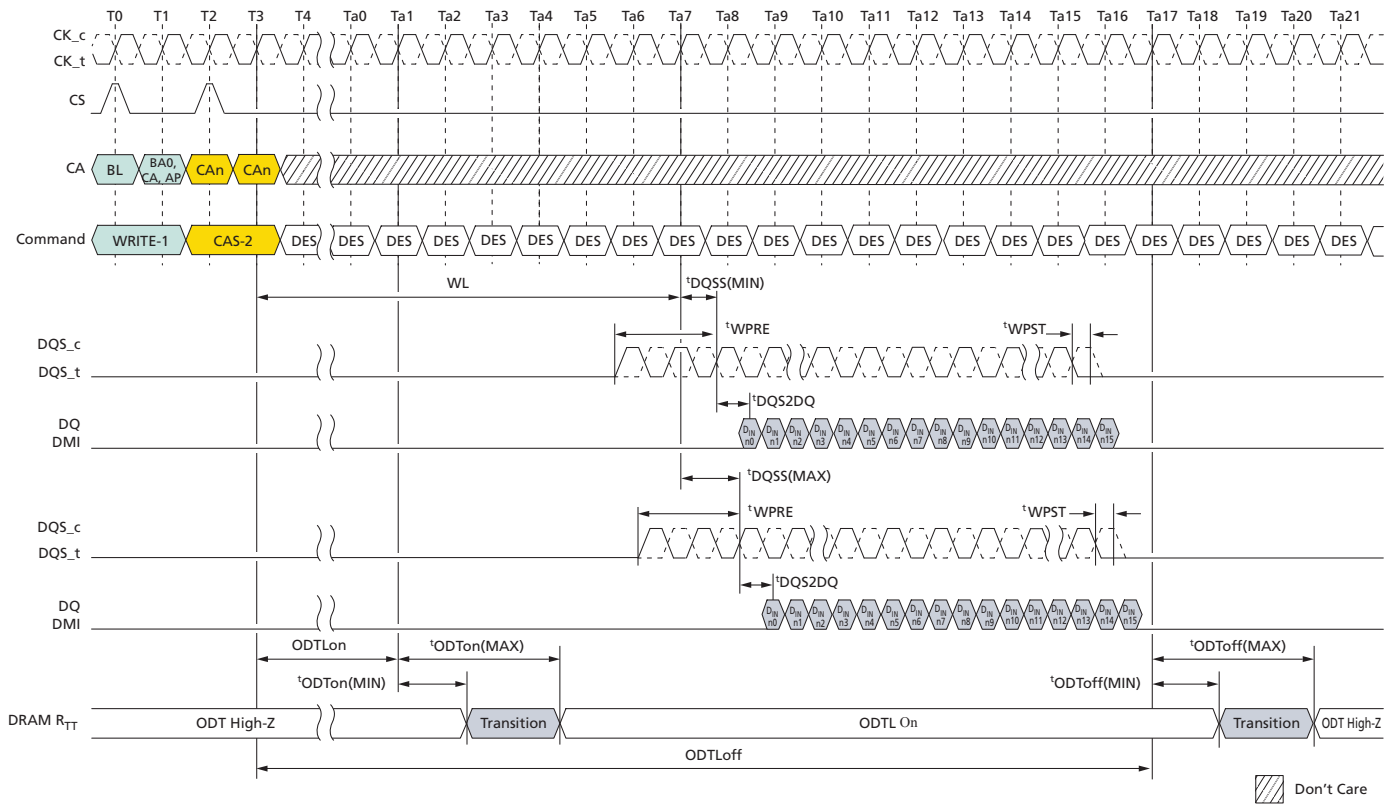 T0 T1 T2 T3 T4 Ta0 Ta1 Ta2 Ta3 Ta4 Ta5 Ta6 Ta7 Ta8 Ta9 Ta10 Ta11 Ta12 Ta13 Ta14 Ta15 Ta16 Ta17 Ta18 Ta19 Ta20 Ta21
CK_c
CK_t
CS
CA BL BA0, CA, AP CAn CAn
Command WRITE-1 CAS-2 DES DES DES DES DES DES DES DES DES DES DES DES DES DES DES DES DES DES DES DES DES DES DES
WL tDQSS(MIN)
tWPRE tWPST
DQS_c
DQS_t
tDQS2DQ
DQ
DMI
DIN n0 DIN n1 DIN n2 DIN n3 DIN n4 DIN n5 DIN n6 DIN n7 DIN n8 DIN n9 DIN n10 DIN n11 DIN n12 DIN n13 DIN n14 DIN n15
tDQSS(MAX)
tWPRE tWPST
DQS_c
DQS_t
tDQS2DQ
DQ
DMI
DIN n0 DIN n1 DIN n2 DIN n3 DIN n4 DIN n5 DIN n6 DIN n7 DIN n8 DIN n9 DIN n10 DIN n11 DIN n12 DIN n13 DIN n14 DIN n15
ODTLon tODTon(MAX) tODToff(MAX)
tODTon(MIN) tODToff(MIN)
DRAM RTT ODT High-Z Transition ODTL On Transition ODT High-Z
ODTLoff
Don't Care